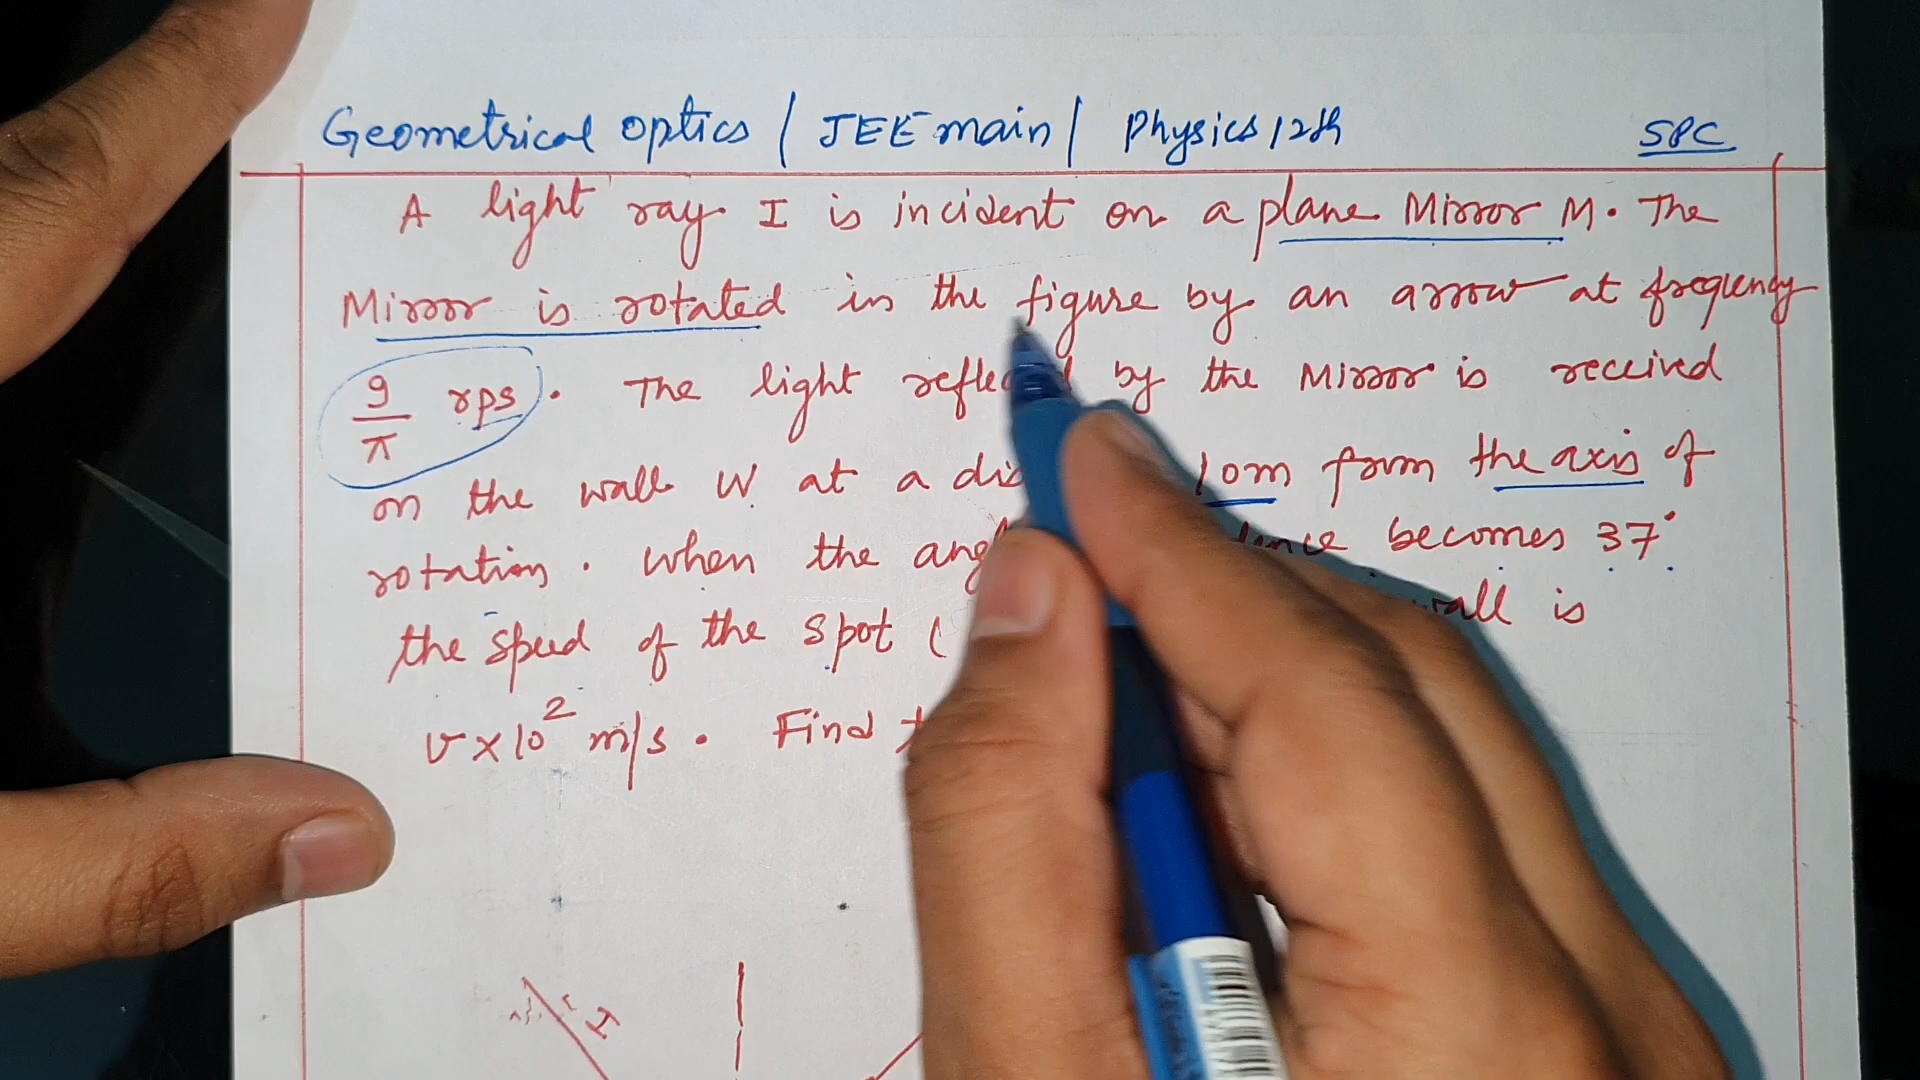 Geometrical optics / JEE main / Physics 12th SPC
A light ray I is incident on a plane Mirror M. The
Mirror is rotated in the figure by an arrow at frequency
9/π rps. The light reflected by the Mirror is received
on the wall W at a 10m from the axis of
rotation. When the becomes 37°
the speed of the spot ( wall is
v×10² m/s. Find
I